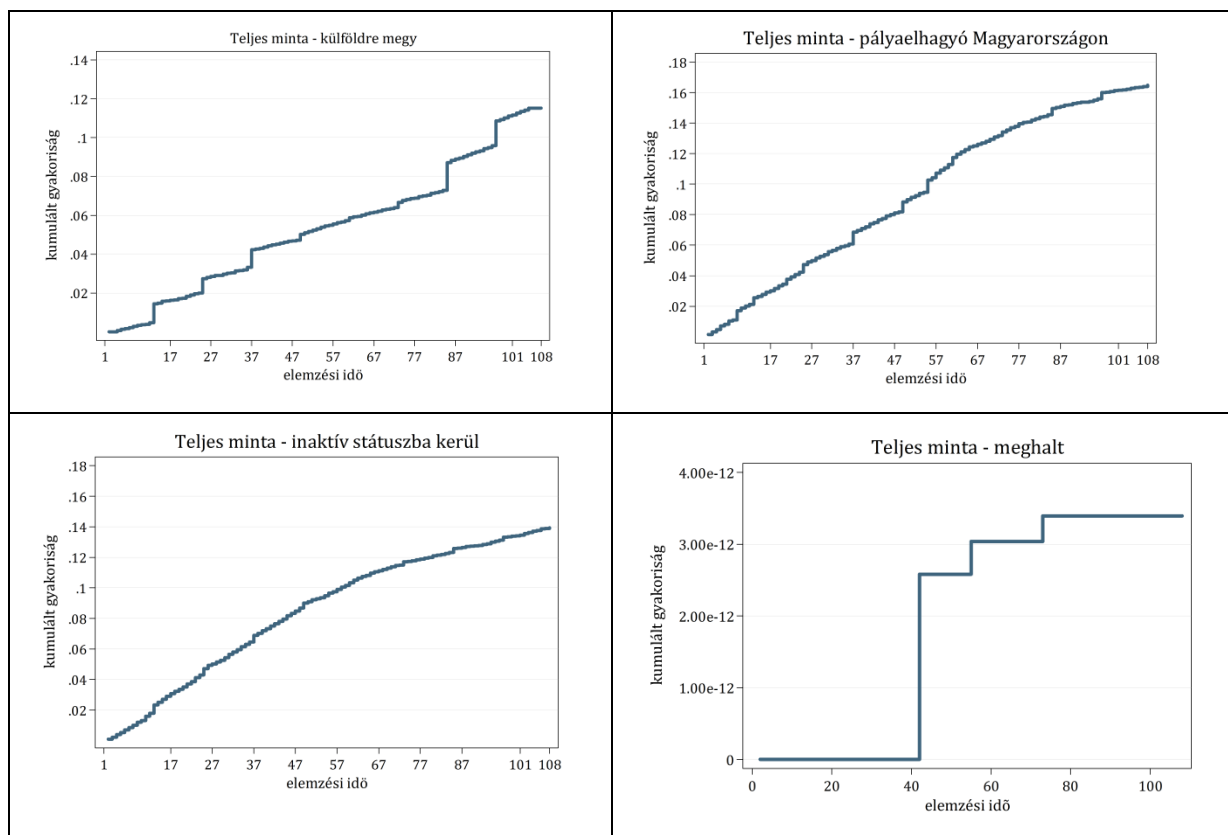 Teljes minta - külföldre megy
kumulált gyakoriság
.14
.12
.1
.08
.06
.04
.02
1 17 27 37 47 57 67 77 87 101 108
elemzési idö
Teljes minta - pályaelhagyó Magyarországon
kumulált gyakoriság
.18
.16
.14
.12
.1
.08
.06
.04
.02
1 17 27 37 47 57 67 77 87 101 108
elemzési idö
Teljes minta - inaktív státuszba kerül
kumulált gyakoriság
.18
.16
.14
.12
.1
.08
.06
.04
.02
1 17 27 37 47 57 67 77 87 101 108
elemzési idö
Teljes minta - meghalt
kumulált gyakoriság
4.00e-12
3.00e-12
2.00e-12
1.00e-12
0
0 20 40 60 80 100
elemzési idõ